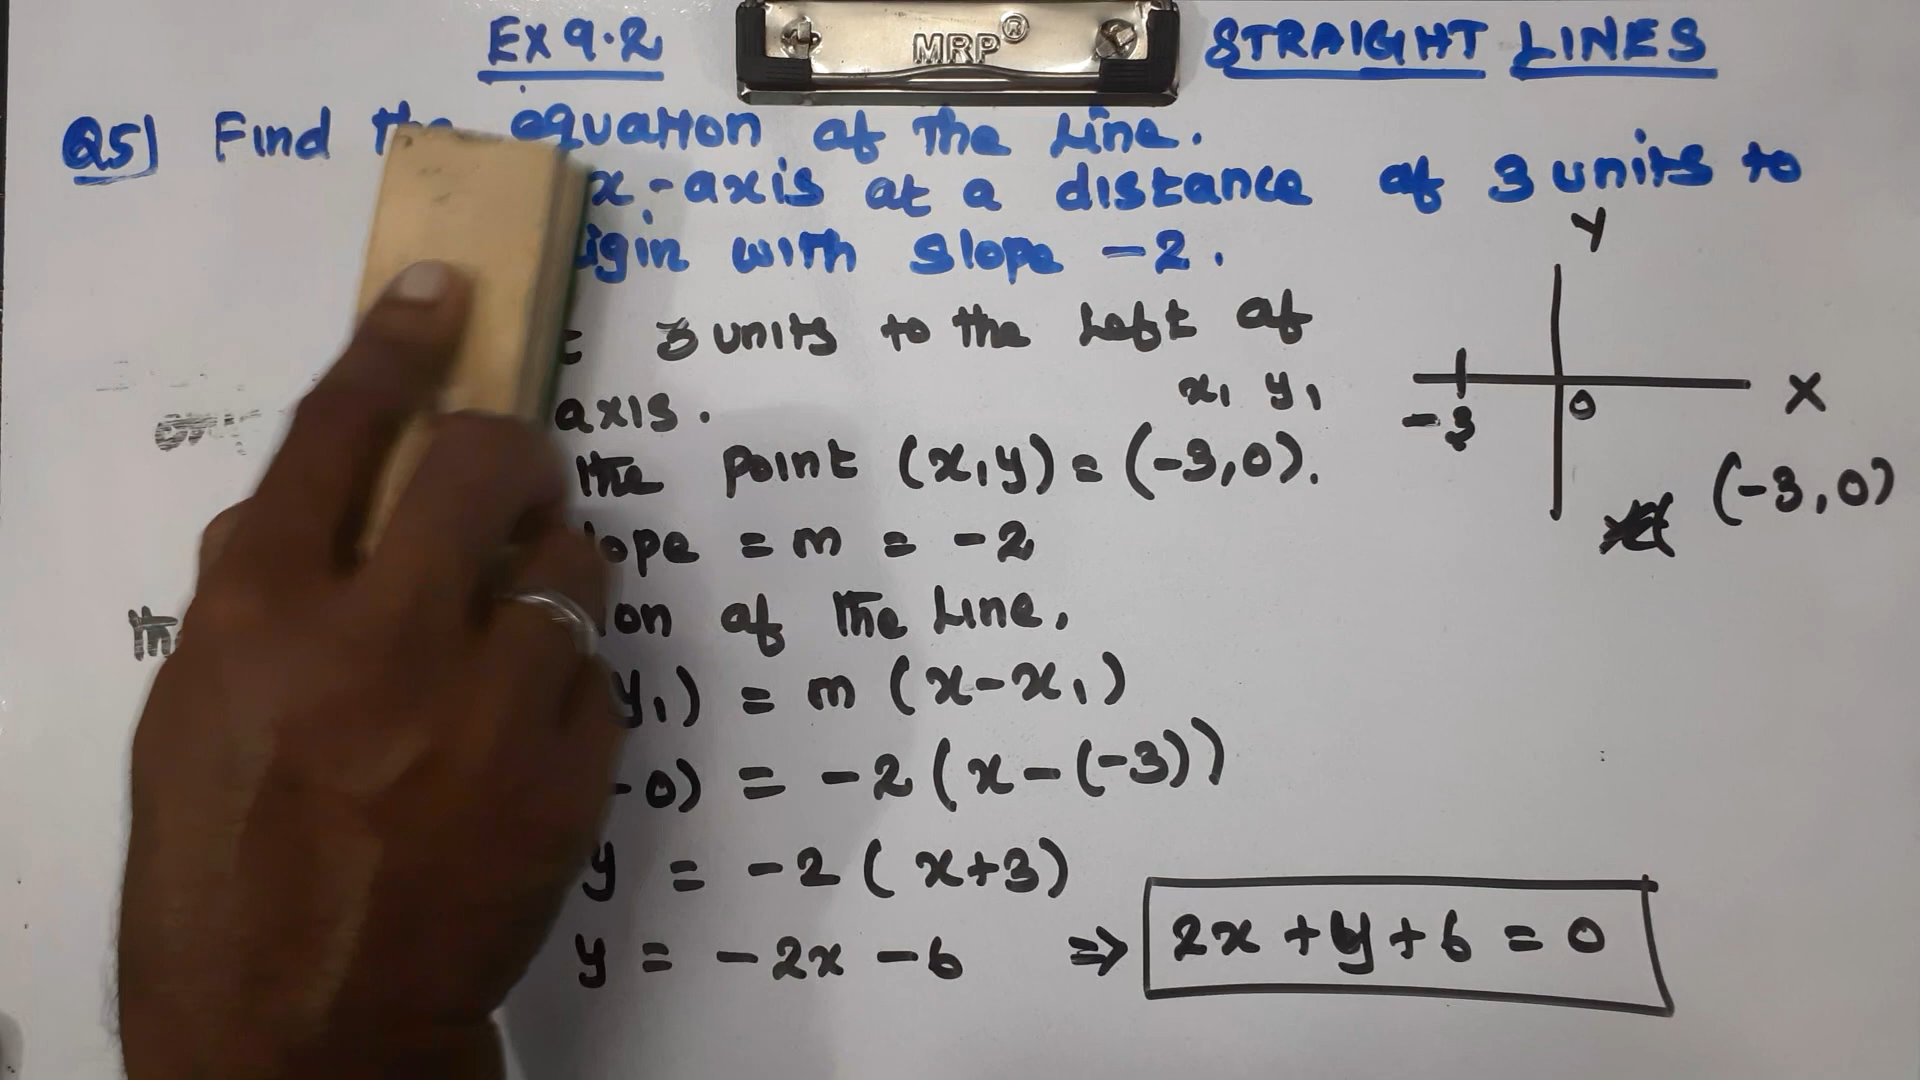 EX 9.2
MRP®
STRAIGHT LINES
Q5) Find the equation of the Line.
x-axis at a distance of 3 units to
igin with slope -2.
= 3 units to the Left of
axis.
x₁ y₁
the point (x,y) = (-3,0).
lope = m = -2
ion of the Line.
y₁) = m (x-x₁)
-0) = -2(x-(-3))
y = -2(x+3)
y = -2x -6 ⇒ 2x+y+6=0
Y
X
0
-3
(-3,0)